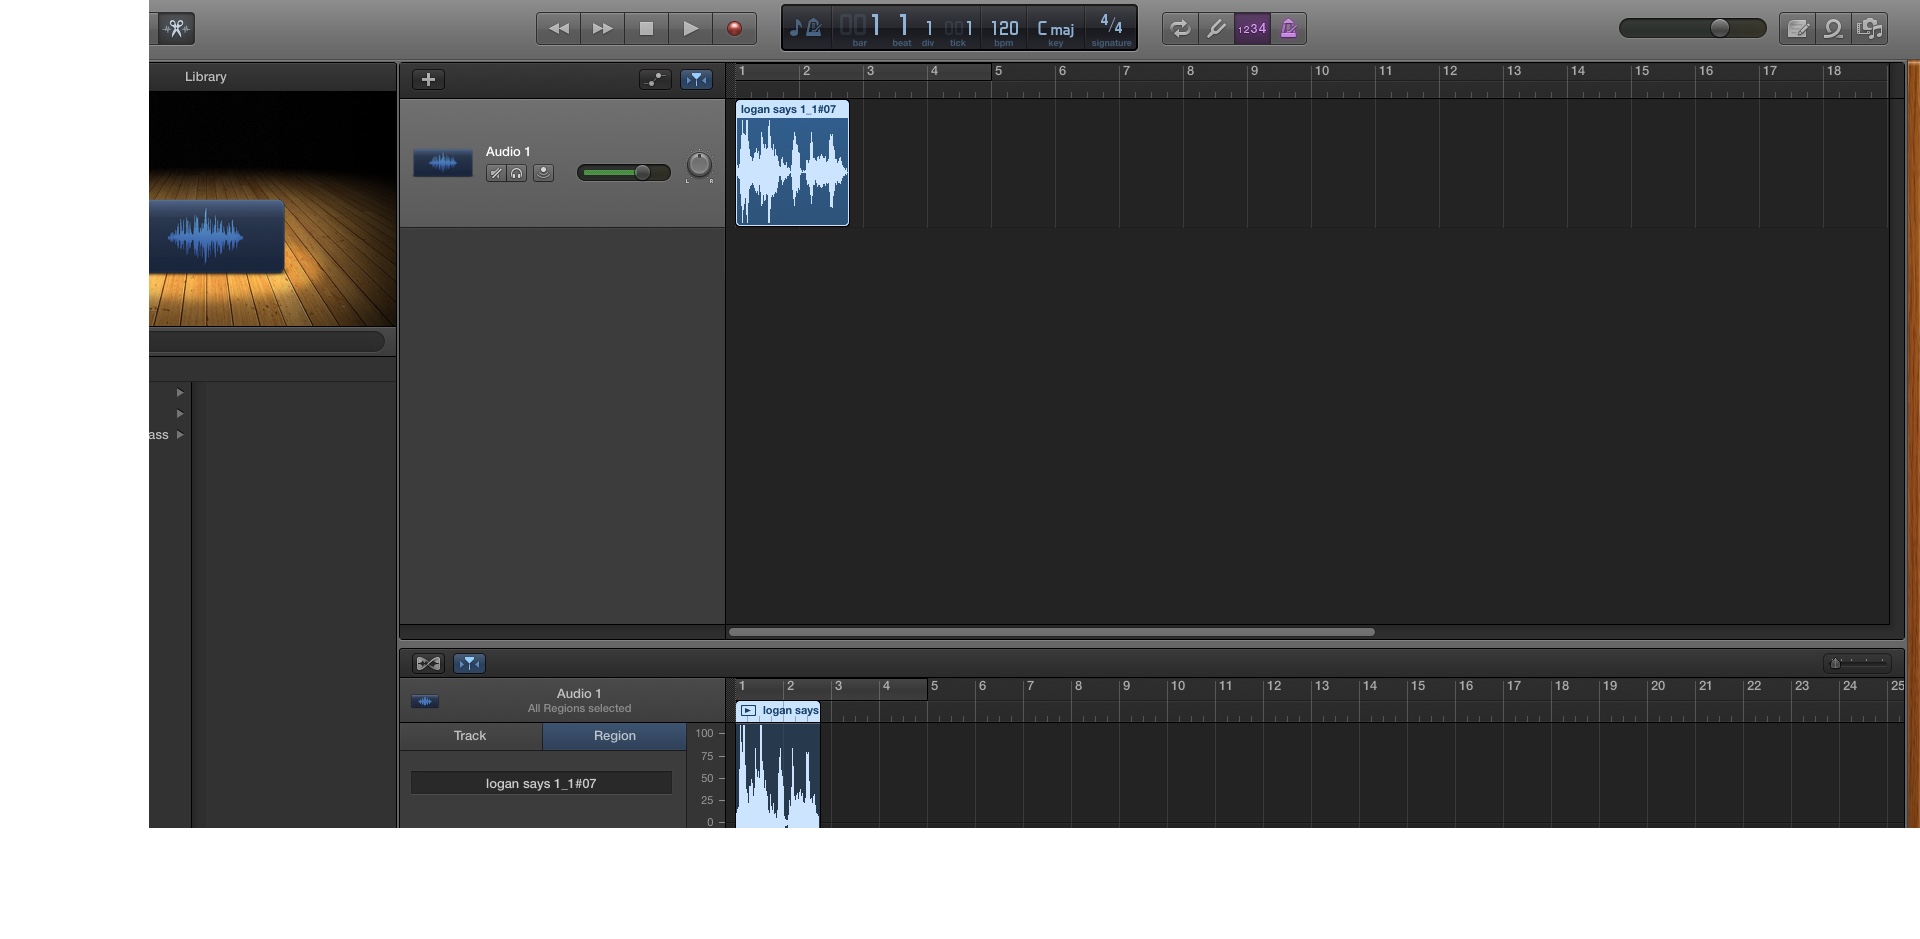 001 1 1 001 120 C maj 4/4
bar beat div tick bpm key signature
1234
Library
1 2 3 4 5 6 7 8 9 10 11 12 13 14 15 16 17 18
logan says 1_1#07
Audio 1
L R
ass
Audio 1
All Regions selected
1 2 3 4 5 6 7 8 9 10 11 12 13 14 15 16 17 18 19 20 21 22 23 24 25
logan says
Track Region
100
75
logan says 1_1#07
50
25
0